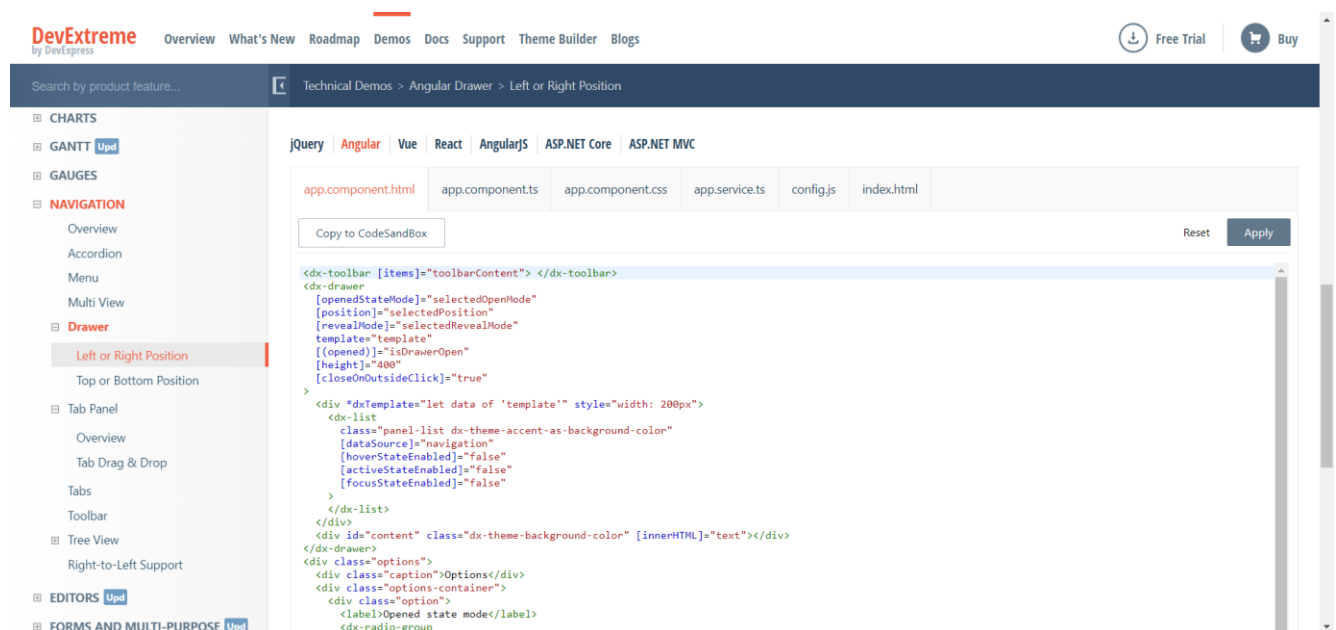 DevExtreme
by DevExpress
Overview What's New Roadmap Demos Docs Support Theme Builder Blogs
Free Trial
Buy
Search by product feature...
Technical Demos > Angular Drawer > Left or Right Position
CHARTS
GANTT Upd
GAUGES
NAVIGATION
Overview
Accordion
Menu
Multi View
Drawer
Left or Right Position
Top or Bottom Position
Tab Panel
Overview
Tab Drag & Drop
Tabs
Toolbar
Tree View
Right-to-Left Support
EDITORS Upd
FORMS AND MULTI-PURPOSE Upd
jQuery Angular Vue React AngularJS ASP.NET Core ASP.NET MVC
app.component.html app.component.ts app.component.css app.service.ts config.js index.html
Copy to CodeSandBox
Reset
Apply
<dx-toolbar [items]="toolbarContent"> </dx-toolbar>
<dx-drawer
[openedStateMode]="selectedOpenMode"
[position]="selectedPosition"
[revealMode]="selectedRevealMode"
template="template"
[(opened)]="isDrawerOpen"
[height]="400"
[closeOnOutsideClick]="true"
>
<div *dxTemplate="let data of 'template'" style="width: 200px">
<dx-list
class="panel-list dx-theme-accent-as-background-color"
[dataSource]="navigation"
[hoverStateEnabled]="false"
[activeStateEnabled]="false"
[focusStateEnabled]="false"
>
</dx-list>
</div>
<div id="content" class="dx-theme-background-color" [innerHTML]="text"></div>
</dx-drawer>
<div class="options">
<div class="caption">Options</div>
<div class="options-container">
<div class="option">
<label>Opened state mode</label>
<dx-radio-group